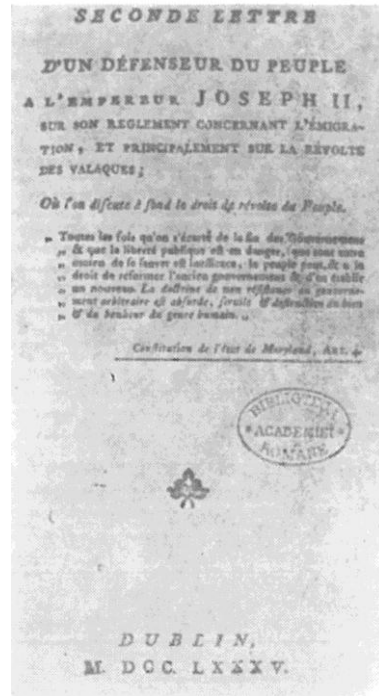 SECONDE LETTRE
D'UN DÉFENSEUR DU PEUPLE
A L'EMPEREUR JOSEPH II,
SUR SON REGLEMENT CONCERNANT L'ÉMIGRA-
TION, ET PRINCIPALEMENT SUR LA RÉVOLTE
DES VALAQUES;
Où l'on discute à fond le droit de révolte du Peuple.
„ Toutes les fois qu'on s'écarte de la fin des Gouvernemens
„ & que la liberté publique est en danger, que tout autre
„ moien de se sauver est inefficace, le peuple peut, & a le
„ droit de réformer l'ancien gouvernement & d'en établir
„ un nouveau. La doctrine de non résistance au gouverne-
„ ment arbitraire est absurde, servile & destructive du bien
„ & du bonheur du genre humain. „
Constitution de l'état de Maryland, ART. 4.
BIBLIOTECA
* ACADEMIEI *
ROMANE
DUBLIN,
M. DCC. LXXXV.